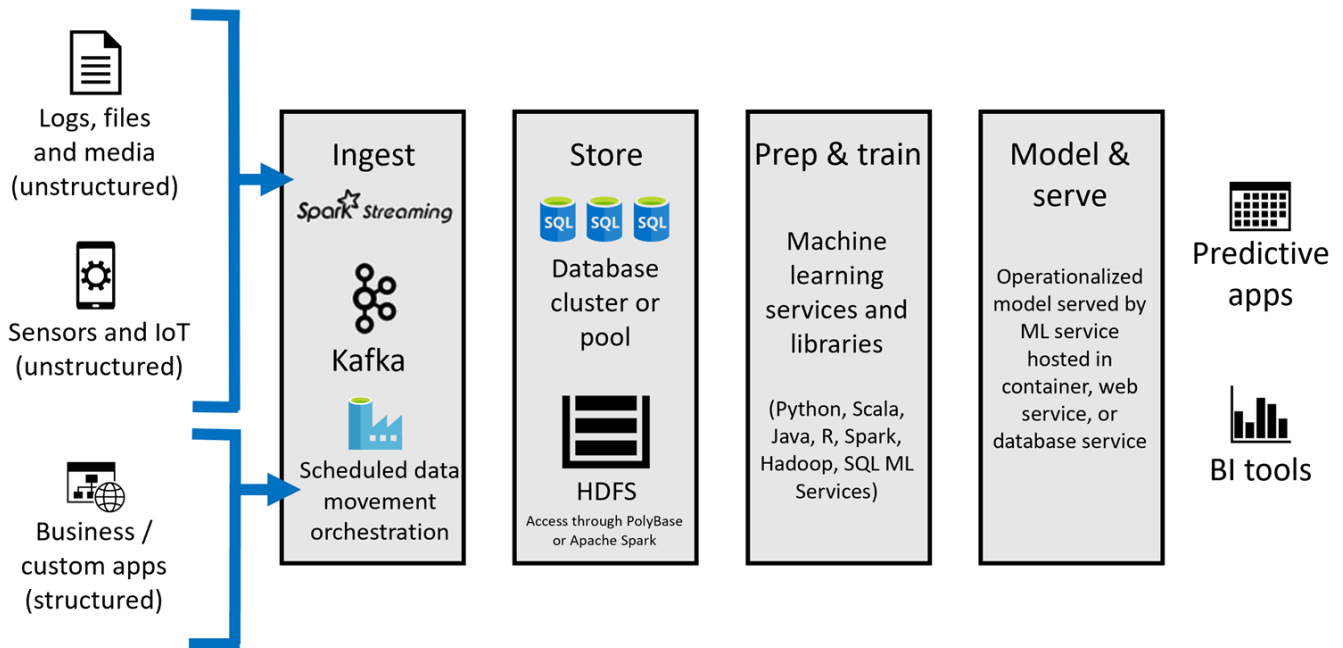 Logs, files
and media
(unstructured)
Sensors and IoT
(unstructured)
Business /
custom apps
(structured)
Ingest
Spark Streaming
Kafka
Scheduled data
movement
orchestration
Store
SQL SQL SQL
Database
cluster or
pool
HDFS
Access through PolyBase
or Apache Spark
Prep & train
Machine
learning
services and
libraries
(Python, Scala,
Java, R, Spark,
Hadoop, SQL ML
Services)
Model &
serve
Operationalized
model served by
ML service
hosted in
container, web
service, or
database service
Predictive
apps
BI tools